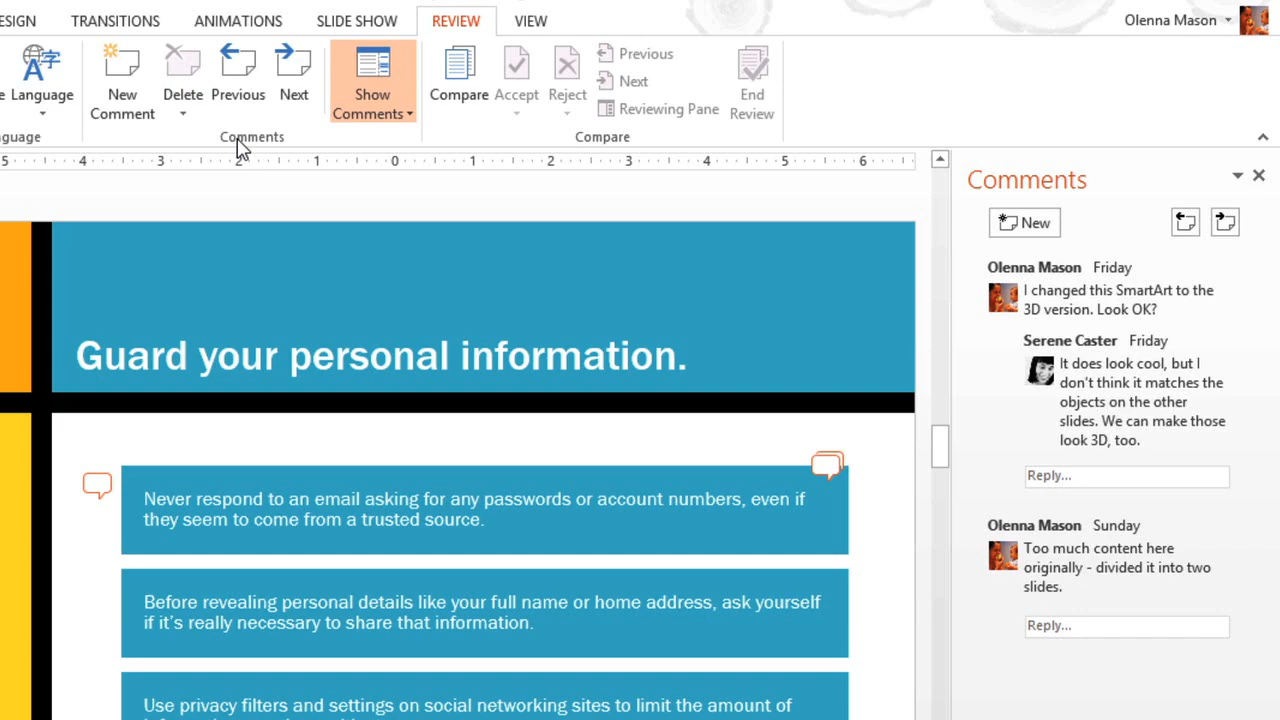 ESIGN TRANSITIONS ANIMATIONS SLIDE SHOW REVIEW VIEW Olenna Mason
Language
New
Comment
Delete
Previous
Next
Show
Comments
Compare
Accept
Reject
Previous
Next
Reviewing Pane
End
Review
nguage
Comments
Compare
5 4 3 2 1 0 1 2 3 4 5 6
Guard your personal information.
Never respond to an email asking for any passwords or account numbers, even if
they seem to come from a trusted source.
Before revealing personal details like your full name or home address, ask yourself
if it's really necessary to share that information.
Use privacy filters and settings on social networking sites to limit the amount of
Comments
New
Olenna Mason Friday
I changed this SmartArt to the
3D version. Look OK?
Serene Caster Friday
It does look cool, but I
don't think it matches the
objects on the other
slides. We can make those
look 3D, too.
Reply...
Olenna Mason Sunday
Too much content here
originally - divided it into two
slides.
Reply...